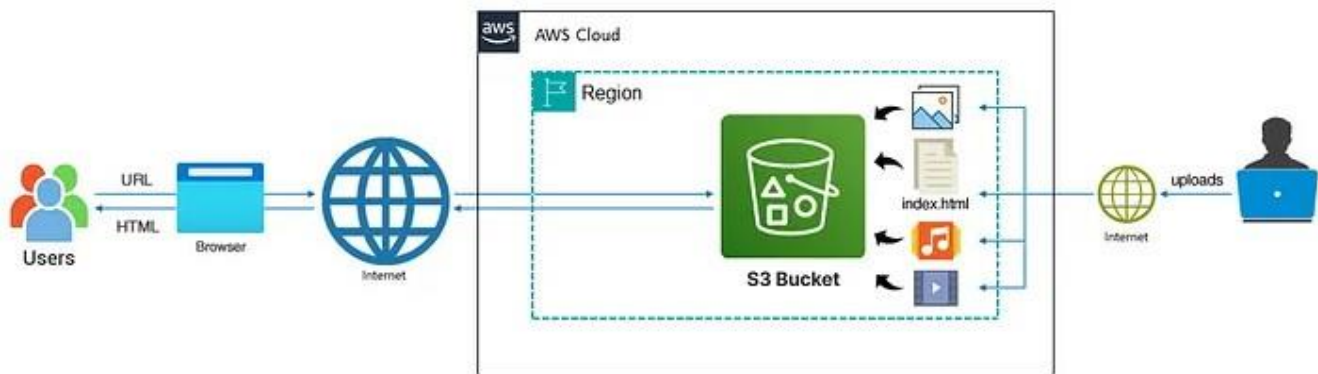 aws
AWS Cloud
Region
URL
HTML
Users
Browser
Internet
S3 Bucket
index.html
Internet
uploads